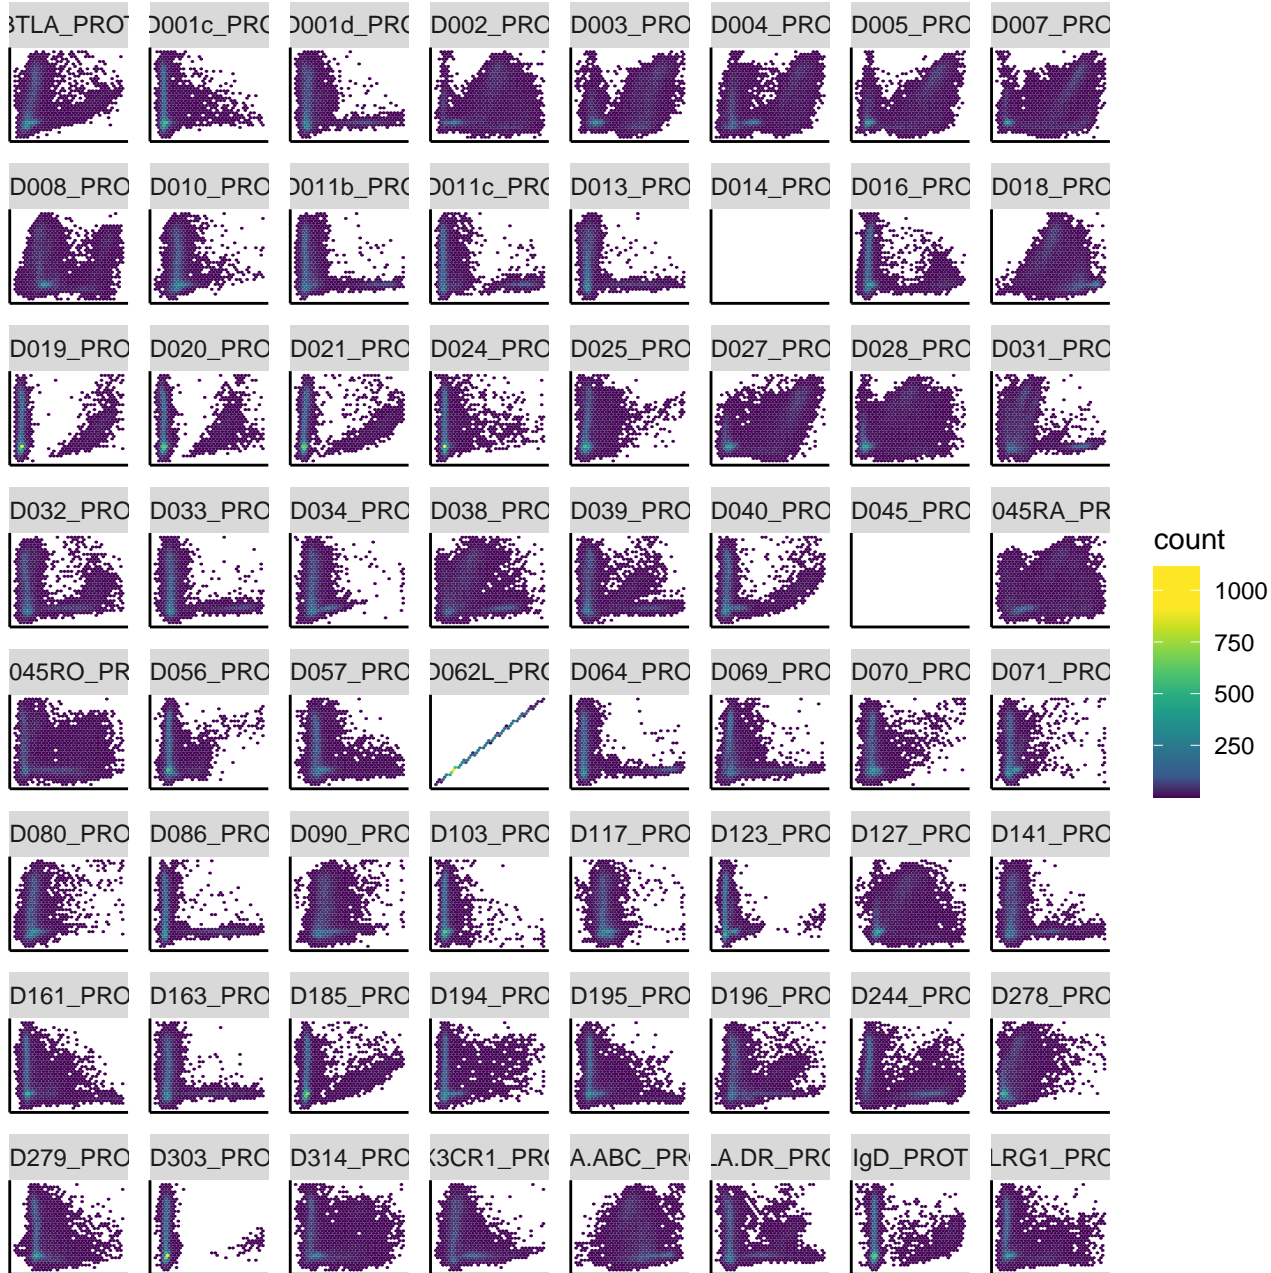 BTLA_PROT D001c_PRO D001d_PRO D002_PRO D003_PRO D004_PRO D005_PRO D007_PRO
D008_PRO D010_PRO D011b_PRO D011c_PRO D013_PRO D014_PRO D016_PRO D018_PRO
D019_PRO D020_PRO D021_PRO D024_PRO D025_PRO D027_PRO D028_PRO D031_PRO
D032_PRO D033_PRO D034_PRO D038_PRO D039_PRO D040_PRO D045_PRO 045RA_PR
count
1000
750
500
250
045RO_PR D056_PRO D057_PRO D062L_PRO D064_PRO D069_PRO D070_PRO D071_PRO
D080_PRO D086_PRO D090_PRO D103_PRO D117_PRO D123_PRO D127_PRO D141_PRO
D161_PRO D163_PRO D185_PRO D194_PRO D195_PRO D196_PRO D244_PRO D278_PRO
D279_PRO D303_PRO D314_PRO X3CR1_PRO A.ABC_PR LA.DR_PRO IgD_PROT LRG1_PRO